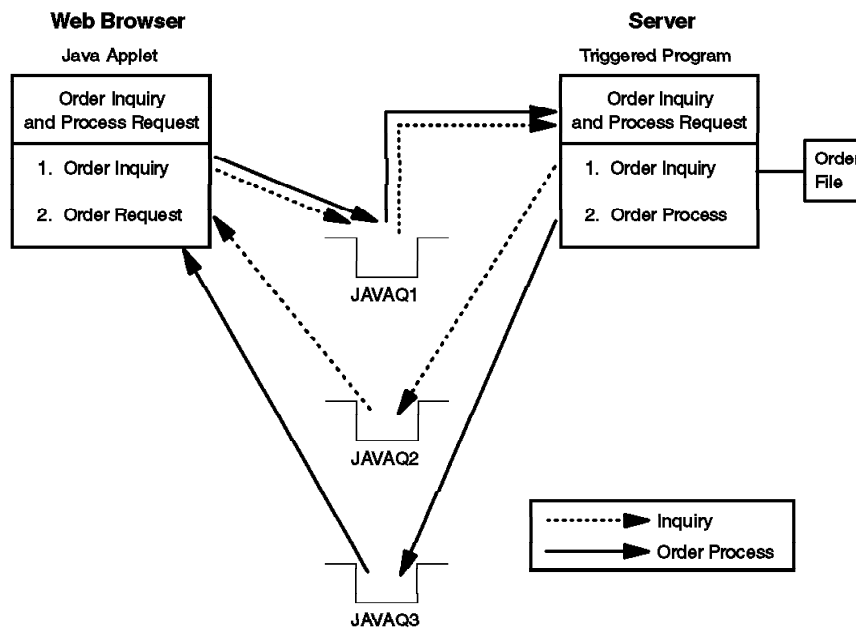 Web Browser
Server
Java Applet
Triggered Program
Order Inquiry
and Process Request
1. Order Inquiry
2. Order Request
Order Inquiry
and Process Request
1. Order Inquiry
2. Order Process
Order
File
JAVAQ1
JAVAQ2
JAVAQ3
Inquiry
Order Process